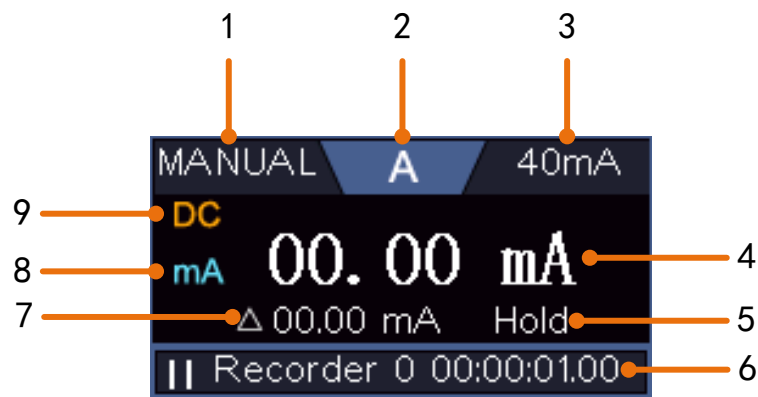 1 2 3
MANUAL A 40mA
9 DC
8 mA 00.00 mA 4
7 △ 00.00 mA Hold 5
|| Recorder 0 00:00:01.00 6